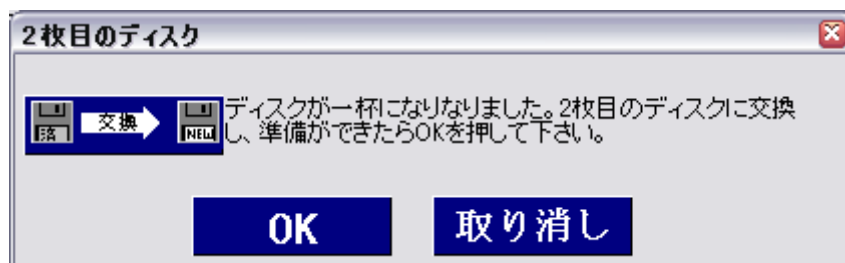 2枚目のディスク
ディスクが一杯になりなりました。2枚目のディスクに交換
し、準備ができたらOKを押して下さい。
交換
NEW
OK
取り消し